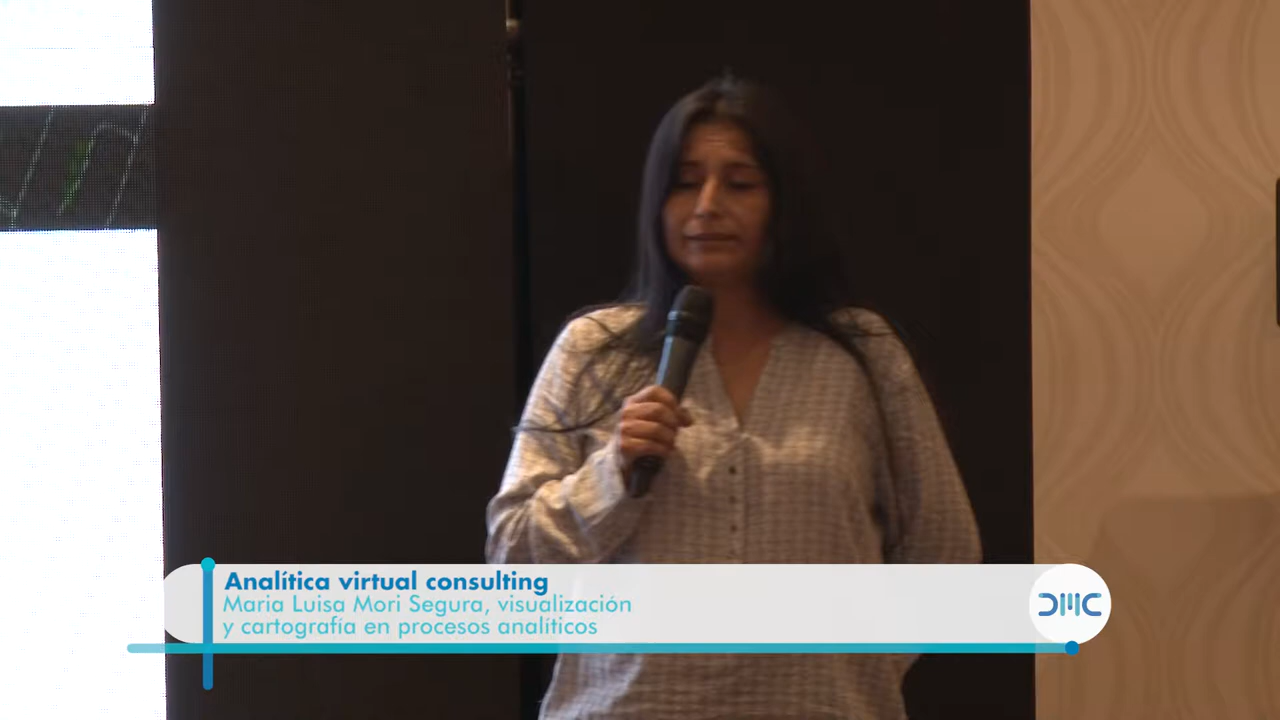 Analítica virtual consulting
Maria Luisa Mori Segura, visualización
y cartografía en procesos analíticos
DMC